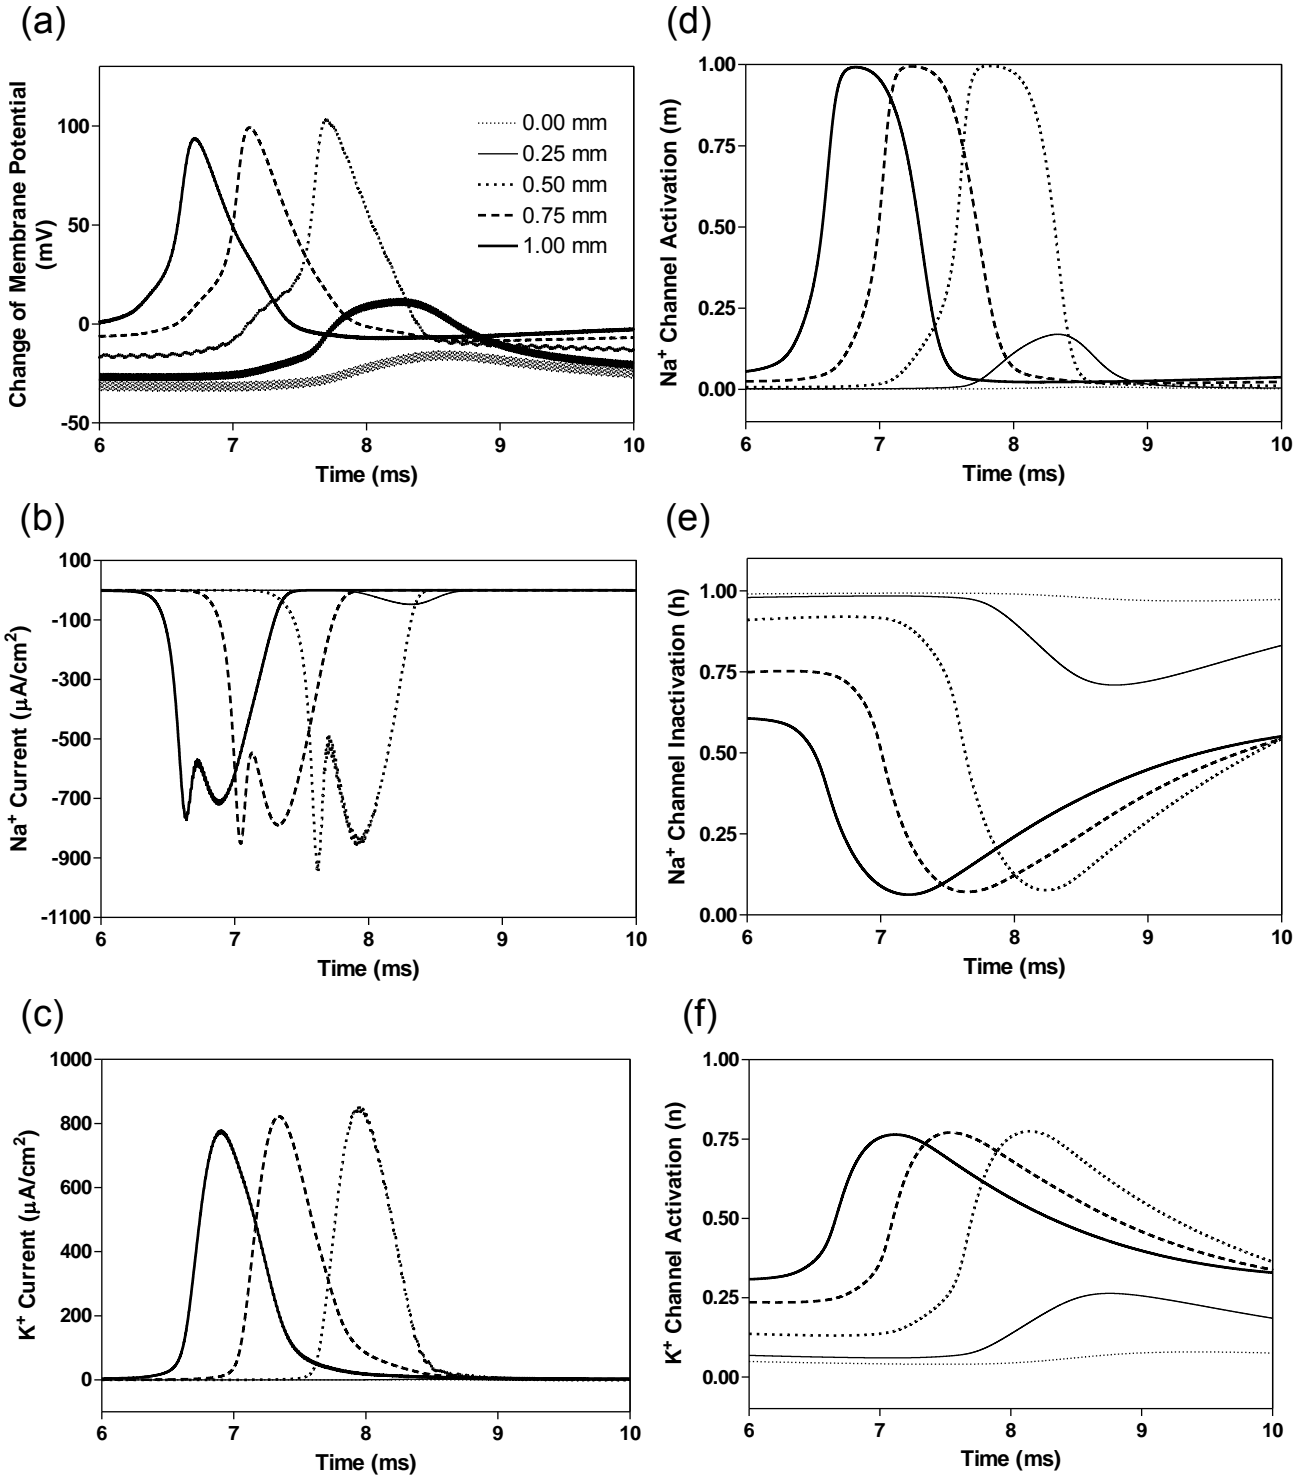 (a)
Change of Membrane Potential
(mV)
100
50
0
-50
0.00 mm
0.25 mm
0.50 mm
0.75 mm
1.00 mm
6 7 8 9 10
Time (ms)
(d)
Na⁺ Channel Activation (m)
1.00
0.75
0.50
0.25
0.00
6 7 8 9 10
Time (ms)
(b)
Na⁺ Current (μA/cm²)
100
-100
-300
-500
-700
-900
-1100
6 7 8 9 10
Time (ms)
(e)
Na⁺ Channel Inactivation (h)
1.00
0.75
0.50
0.25
0.00
6 7 8 9 10
Time (ms)
(c)
K⁺ Current (μA/cm²)
1000
800
600
400
200
0
6 7 8 9 10
Time (ms)
(f)
K⁺ Channel Activation (n)
1.00
0.75
0.50
0.25
0.00
6 7 8 9 10
Time (ms)